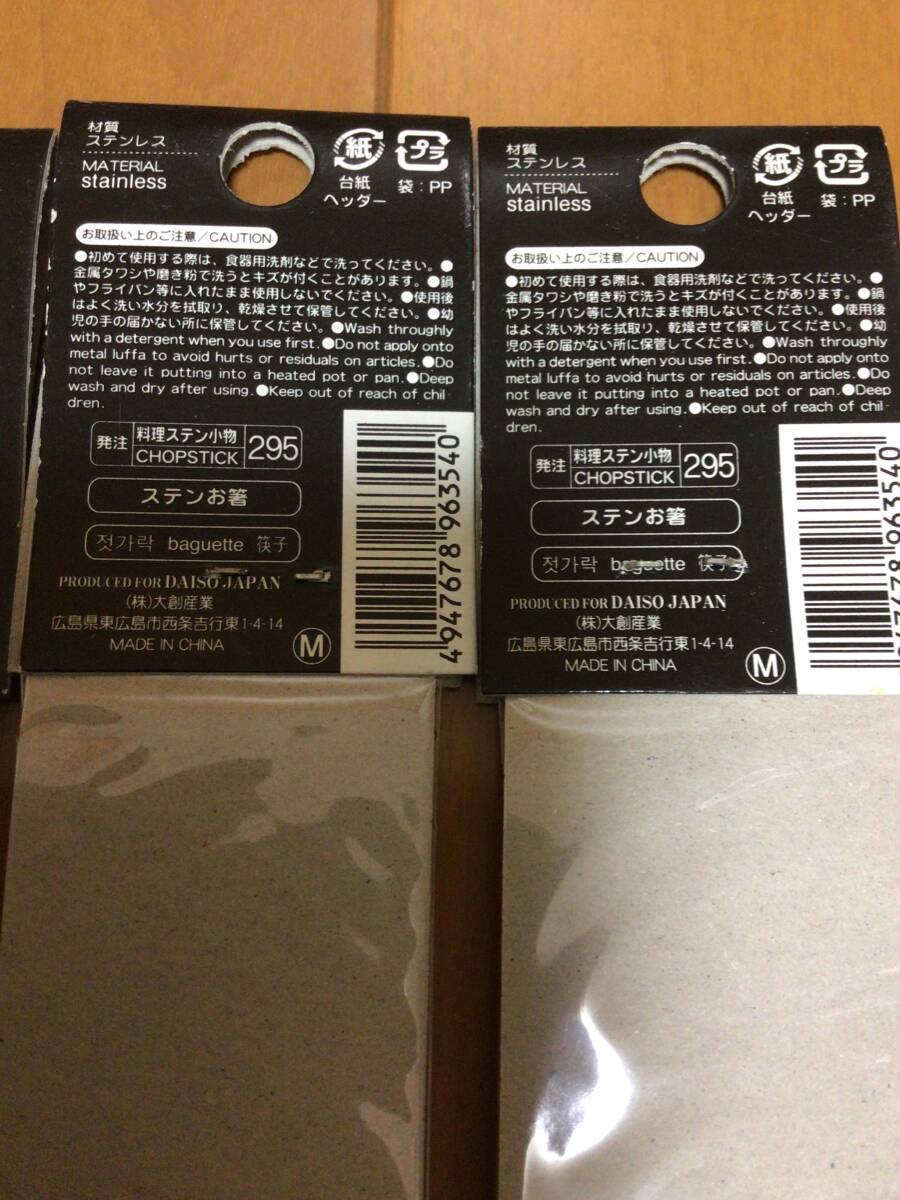 材質
ステンレス
MATERIAL
stainless
紙
台紙
ヘッダー
プラ
袋：PP
お取扱い上のご注意/CAUTION
●初めて使用する際は、食器用洗剤などで洗ってください。●
金属タワシや磨き粉で洗うとキズが付くことがあります。●鍋
やフライパン等に入れたまま使用しないでください。●使用後
はよく洗い水分を拭取り、乾燥させて保管してください。●幼
児の手の届かない所に保管してください。●Wash throughly
with a detergent when you use first.●Do not apply onto
metal luffa to avoid hurts or residuals on articles.●Do
not leave it putting into a heated pot or pan.●Deep
wash and dry after using.●Keep out of reach of chil
dren.
発注 料理ステン小物 CHOPSTICK 295
ステンお箸
젓가락 baguette 筷子
PRODUCED FOR DAISO JAPAN
(株)大創産業
広島県東広島市西条吉行東1-4-14
MADE IN CHINA
M
4947678963540
材質
ステンレス
MATERIAL
stainless
紙
台紙
ヘッダー
プラ
袋：PP
お取扱い上のご注意/CAUTION
●初めて使用する際は、食器用洗剤などで洗ってください。●
金属タワシや磨き粉で洗うとキズが付くことがあります。●鍋
やフライパン等に入れたまま使用しないでください。●使用後
はよく洗い水分を拭取り、乾燥させて保管してください。●幼
児の手の届かない所に保管してください。●Wash throughly
with a detergent when you use first.●Do not apply onto
metal luffa to avoid hurts or residuals on articles.●Do
not leave it putting into a heated pot or pan.●Deep
wash and dry after using.●Keep out of reach of chil
dren.
発注 料理ステン小物 CHOPSTICK 295
ステンお箸
젓가락 baguette 筷子
PRODUCED FOR DAISO JAPAN
(株)大創産業
広島県東広島市西条吉行東1-4-14
MADE IN CHINA
M